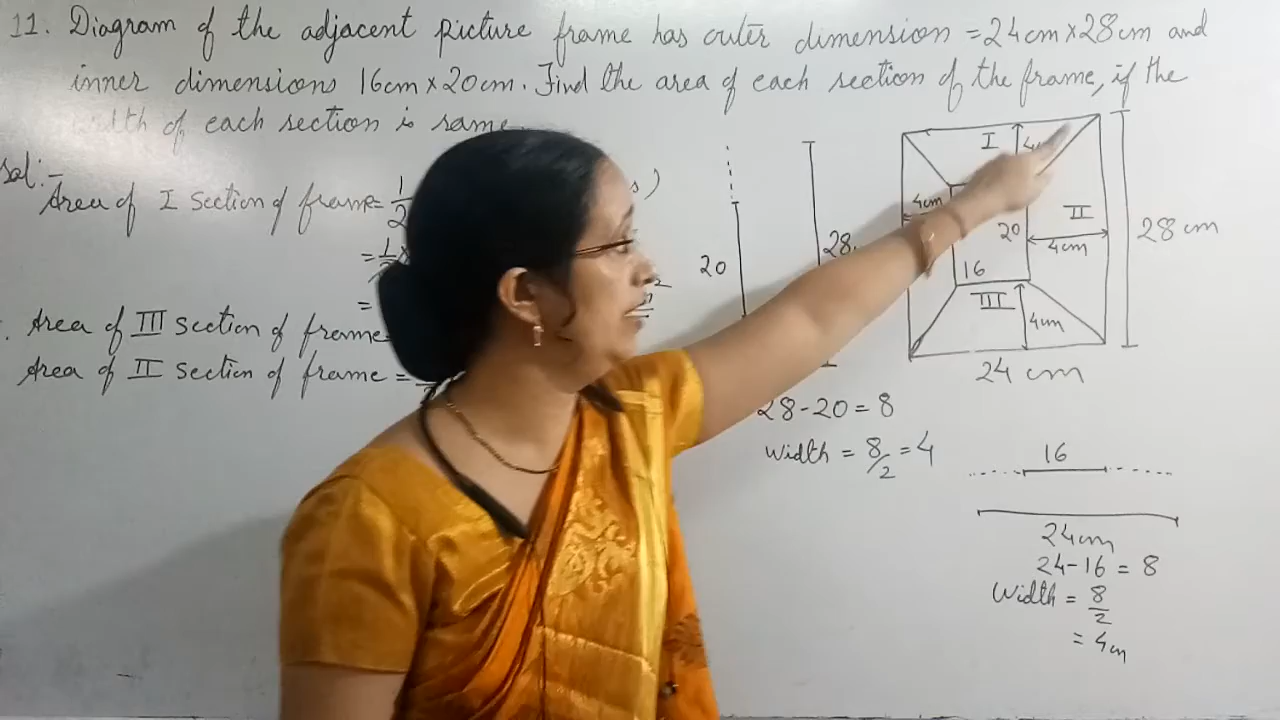 11. Diagram of the adjacent picture frame has outer dimension = 24cm × 28cm and
inner dimensions 16cm × 20cm. Find the area of each section of the frame, if the
of each section is same.
Sol:-
Area of I section of frame = 1/2
= 1/2 ×
=
Area of III section of frame
Area of II section of frame =
20
28
28-20 = 8
Width = 8/2 = 4
I
4cm
II
20
4cm
16
III
4cm
28 cm
24 cm
16
24cm
24-16 = 8
Width = 8/2
= 4cm